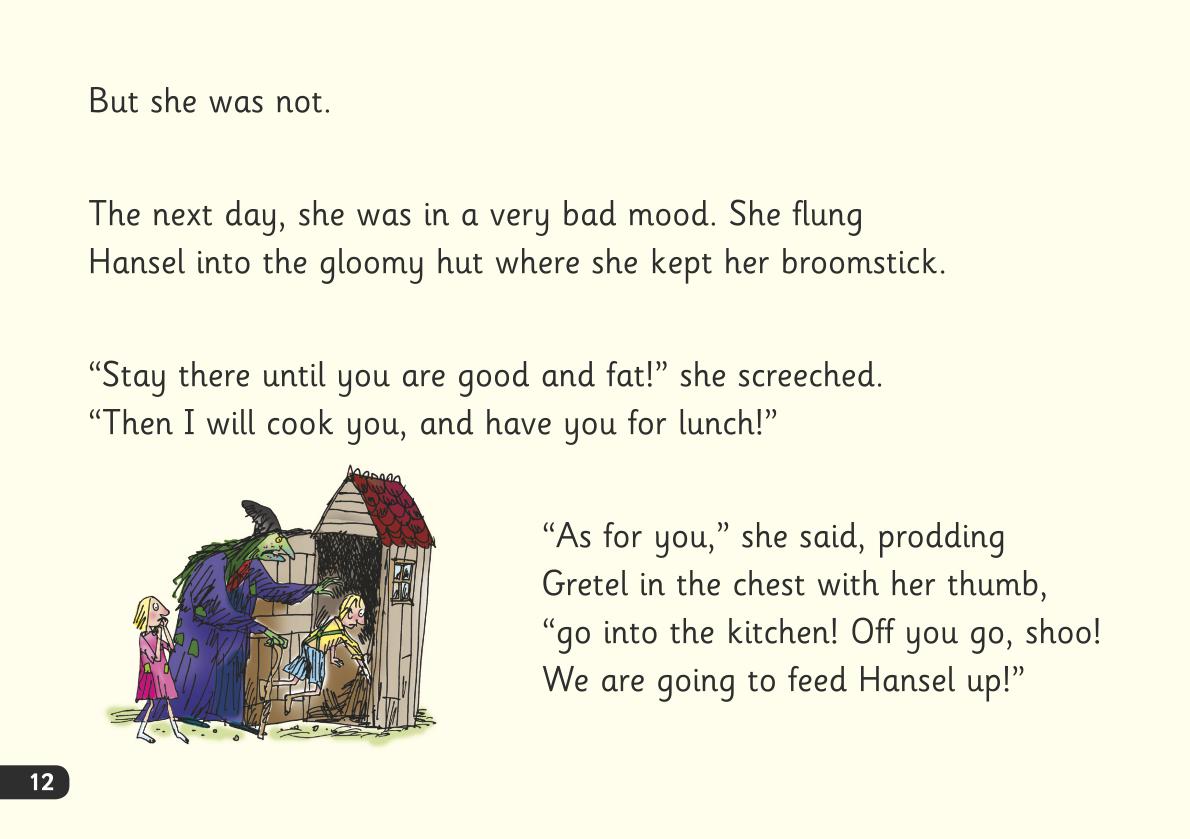 But she was not.
The next day, she was in a very bad mood. She flung
Hansel into the gloomy hut where she kept her broomstick.
“Stay there until you are good and fat!” she screeched.
“Then I will cook you, and have you for lunch!”
“As for you,” she said, prodding
Gretel in the chest with her thumb,
“go into the kitchen! Off you go, shoo!
We are going to feed Hansel up!”
12